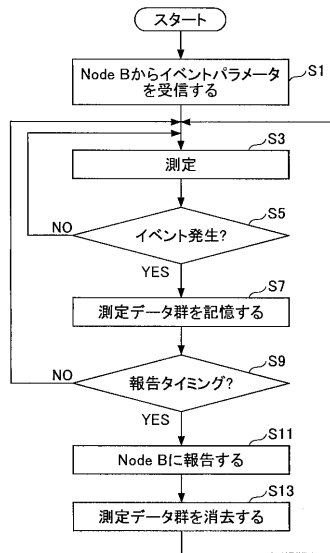 スタート
S1
Node Bからイベントパラメータ
を受信する
S3
測定
S5
イベント発生?
NO
YES
S7
測定データ群を記憶する
S9
報告タイミング?
NO
YES
S11
Node Bに報告する
S13
測定データ群を消去する